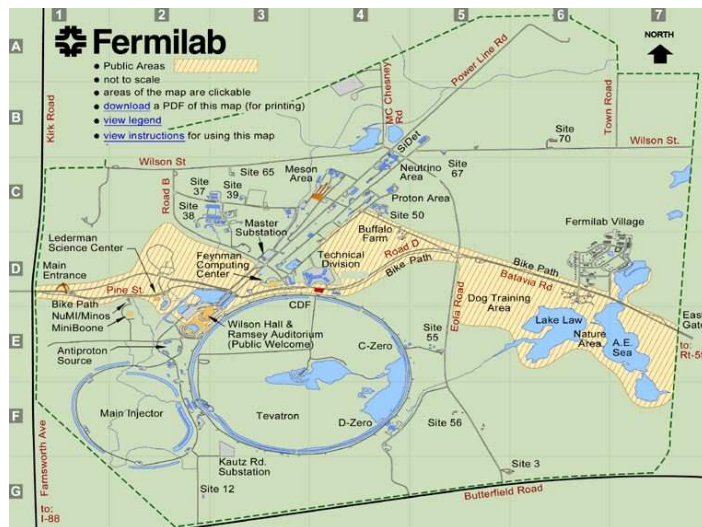 1 2 3 4 5 6 7
A
B
C
D
E
F
G
Fermilab
NORTH
• Public Areas
• not to scale
• areas of the map are clickable
• download a PDF of this map (for printing)
• view legend
• view instructions for using this map
Kirk Road
Power Line Rd
MC Chesney
Rd
Town Road
Site
70
Wilson St.
Wilson St
SiDet
Site 65
Meson
Area
Neutrino
Area
Site
67
Road B
Site
37
Site
39
Site
38
Proton Area
Site 50
Master
Substation
Fermilab Village
Buffalo
Farm
Lederman
Science Center
Feynman
Computing
Center
Technical
Division
Road D
Bike Path
Main
Entrance
Pine St.
Bike Path
Batavia Rd
Dog Training
Area
Eola Road
Bike Path
NuMI/Minos
MiniBoone
CDF
Wilson Hall &
Ramsey Auditorium
(Public Welcome)
Lake Law
Nature
Area
A.E.
Sea
East
Gate
to:
Antiproton
Source
C-Zero
Site
55
Main Injector
Tevatron
D-Zero
Site 56
Kautz Rd.
Substation
Site 3
Site 12
Farnsworth Ave
to:
I-88
Butterfield Road